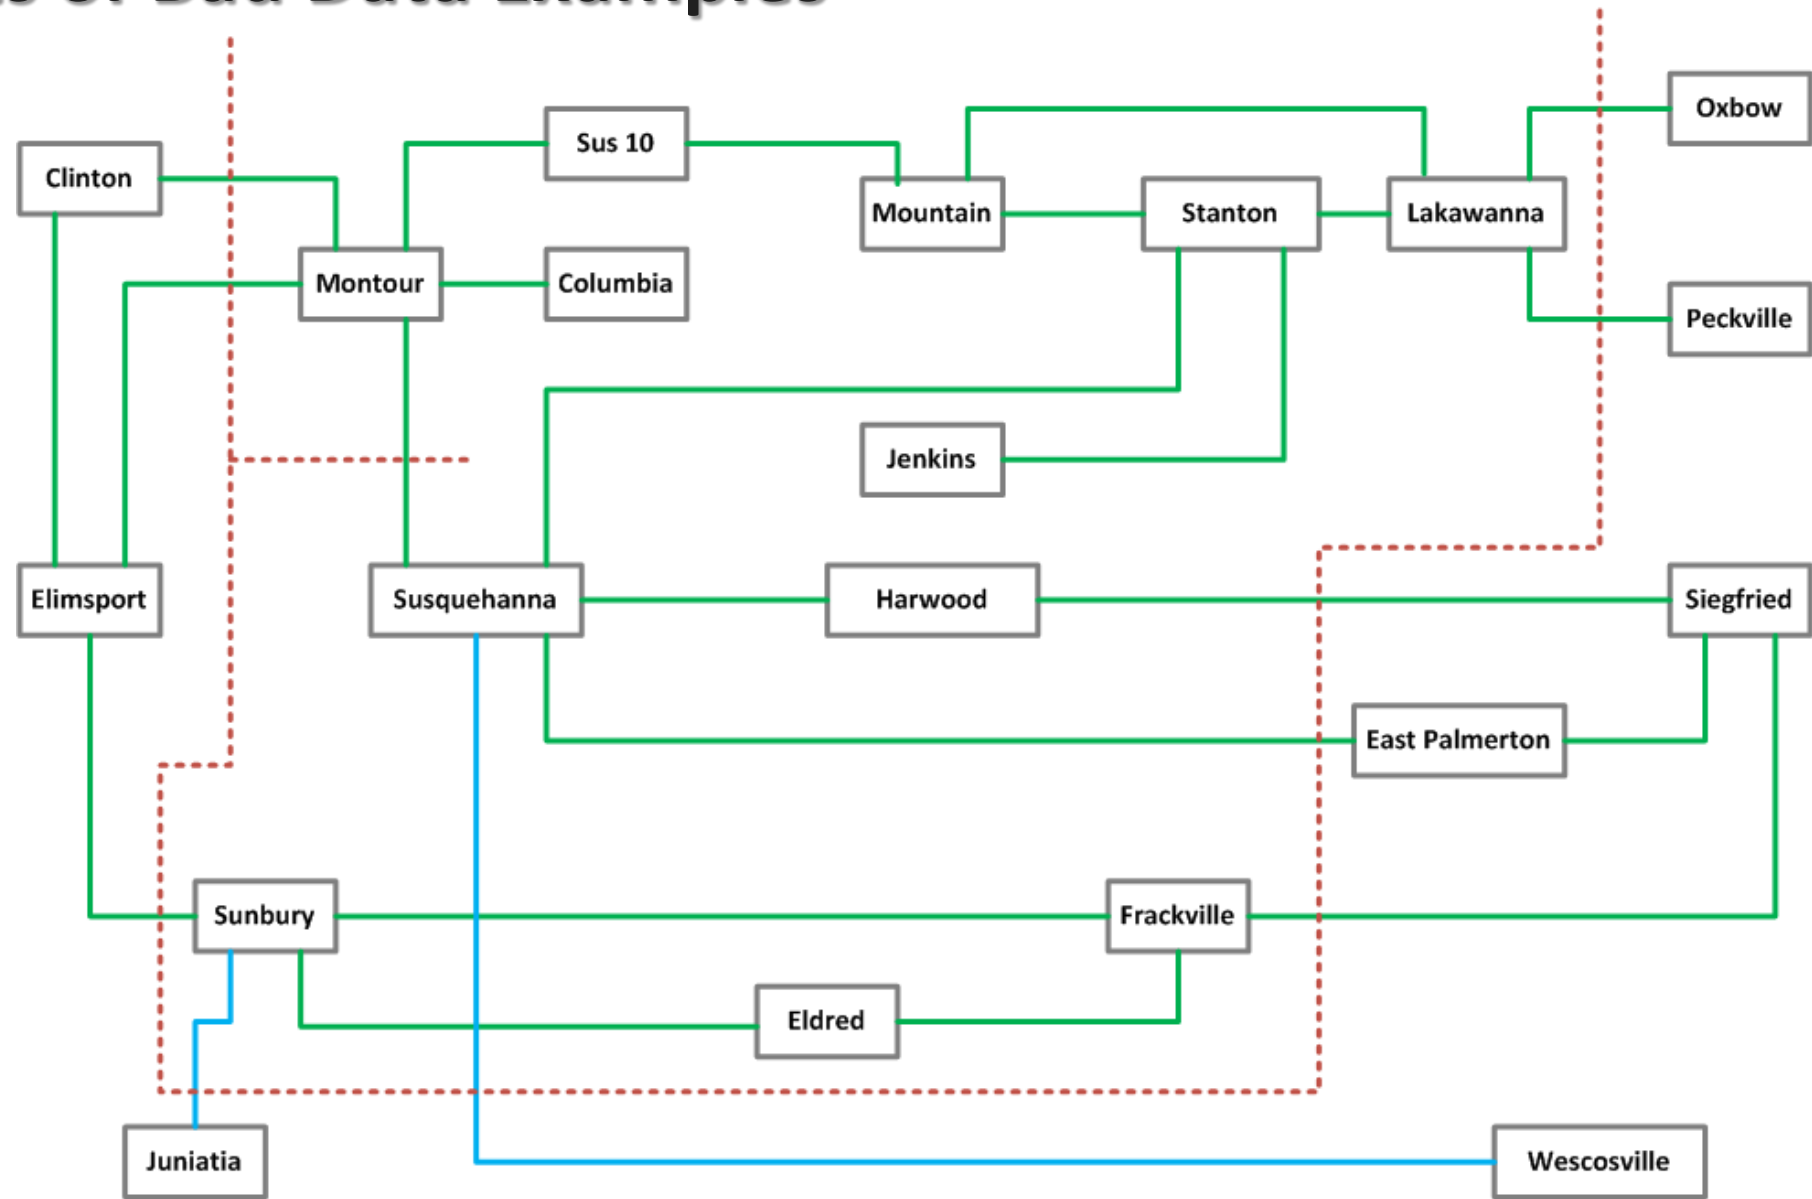 Oxbow
Sus 10
Clinton
Mountain
Stanton
Lakawanna
Montour
Columbia
Peckville
Jenkins
Elimsport
Susquehanna
Harwood
Siegfried
East Palmerton
Sunbury
Frackville
Eldred
Juniatia
Wescosville